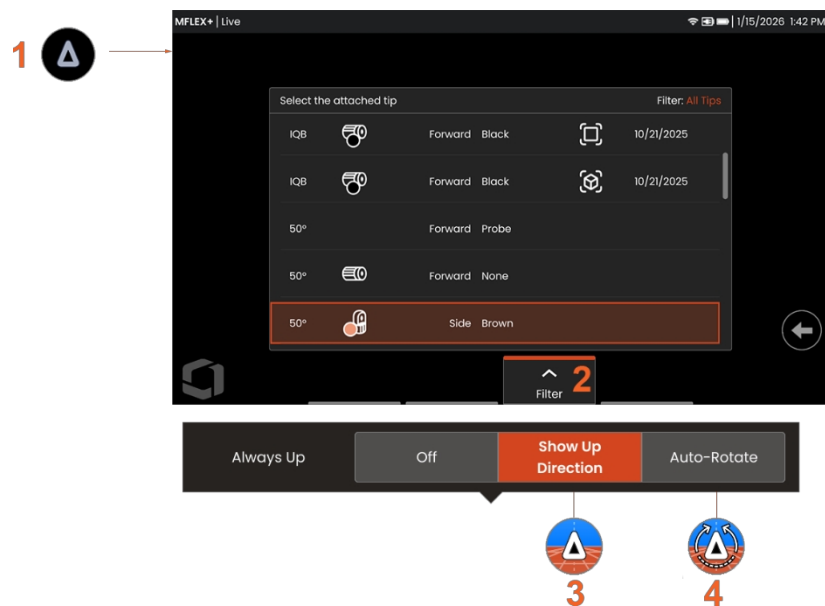 MFLEX+ | Live 1/15/2026 1:42 PM
1
Select the attached tip Filter: All Tips
IQB Forward Black 10/21/2025
IQB Forward Black 10/21/2025
50° Forward Probe
50° Forward None
50° Side Brown
2
Filter
Always Up Off Show Up Direction Auto-Rotate
3 4